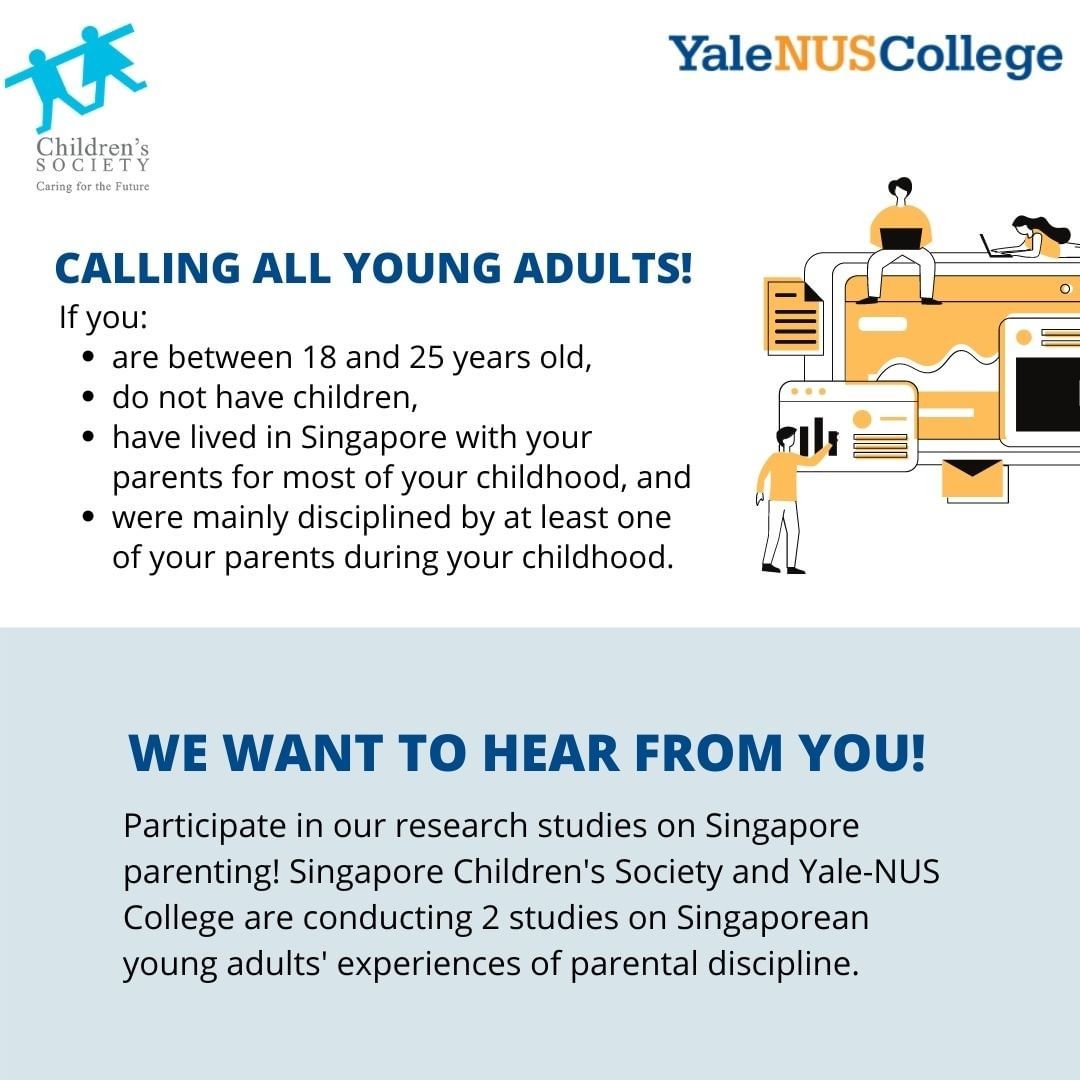 Children's
SOCIETY
Caring for the Future
YaleNUSCollege
CALLING ALL YOUNG ADULTS!
If you:
• are between 18 and 25 years old,
• do not have children,
• have lived in Singapore with your
parents for most of your childhood, and
• were mainly disciplined by at least one
of your parents during your childhood.
WE WANT TO HEAR FROM YOU!
Participate in our research studies on Singapore
parenting! Singapore Children's Society and Yale-NUS
College are conducting 2 studies on Singaporean
young adults' experiences of parental discipline.